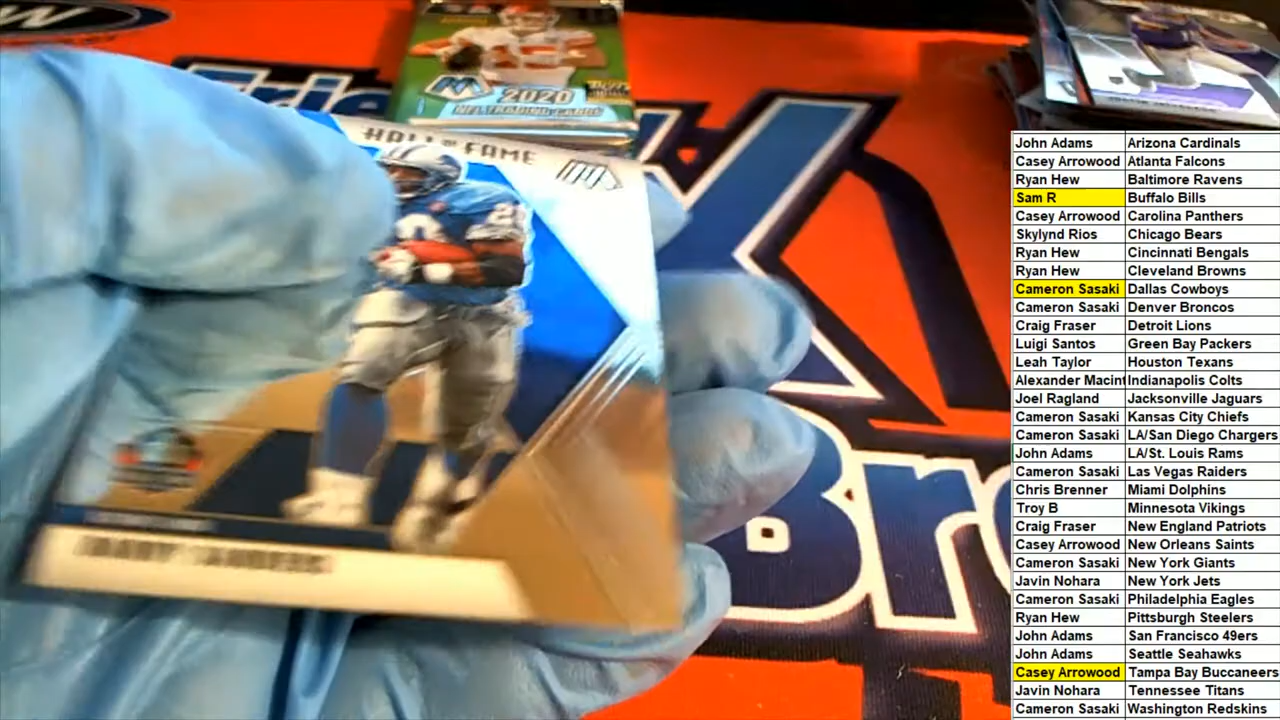 2020
NFL TRADING CARDS
HALL OF FAME
BARRY SANDERS
Erie
Br
John Adams Arizona Cardinals
Casey Arrowood Atlanta Falcons
Ryan Hew Baltimore Ravens
Sam R Buffalo Bills
Casey Arrowood Carolina Panthers
Skylynd Rios Chicago Bears
Ryan Hew Cincinnati Bengals
Ryan Hew Cleveland Browns
Cameron Sasaki Dallas Cowboys
Cameron Sasaki Denver Broncos
Craig Fraser Detroit Lions
Luigi Santos Green Bay Packers
Leah Taylor Houston Texans
Alexander Macint Indianapolis Colts
Joel Ragland Jacksonville Jaguars
Cameron Sasaki Kansas City Chiefs
Cameron Sasaki LA/San Diego Chargers
John Adams LA/St. Louis Rams
Cameron Sasaki Las Vegas Raiders
Chris Brenner Miami Dolphins
Troy B Minnesota Vikings
Craig Fraser New England Patriots
Casey Arrowood New Orleans Saints
Cameron Sasaki New York Giants
Javin Nohara New York Jets
Cameron Sasaki Philadelphia Eagles
Ryan Hew Pittsburgh Steelers
John Adams San Francisco 49ers
John Adams Seattle Seahawks
Casey Arrowood Tampa Bay Buccaneers
Javin Nohara Tennessee Titans
Cameron Sasaki Washington Redskins